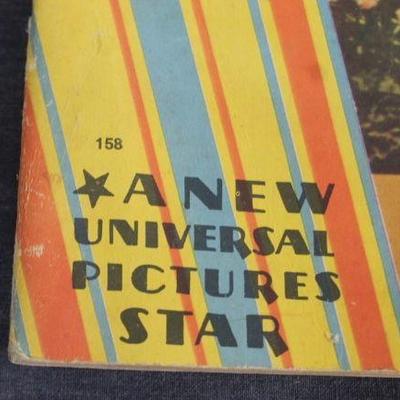 158
★ A NEW
UNIVERSAL
PICTURES
STAR